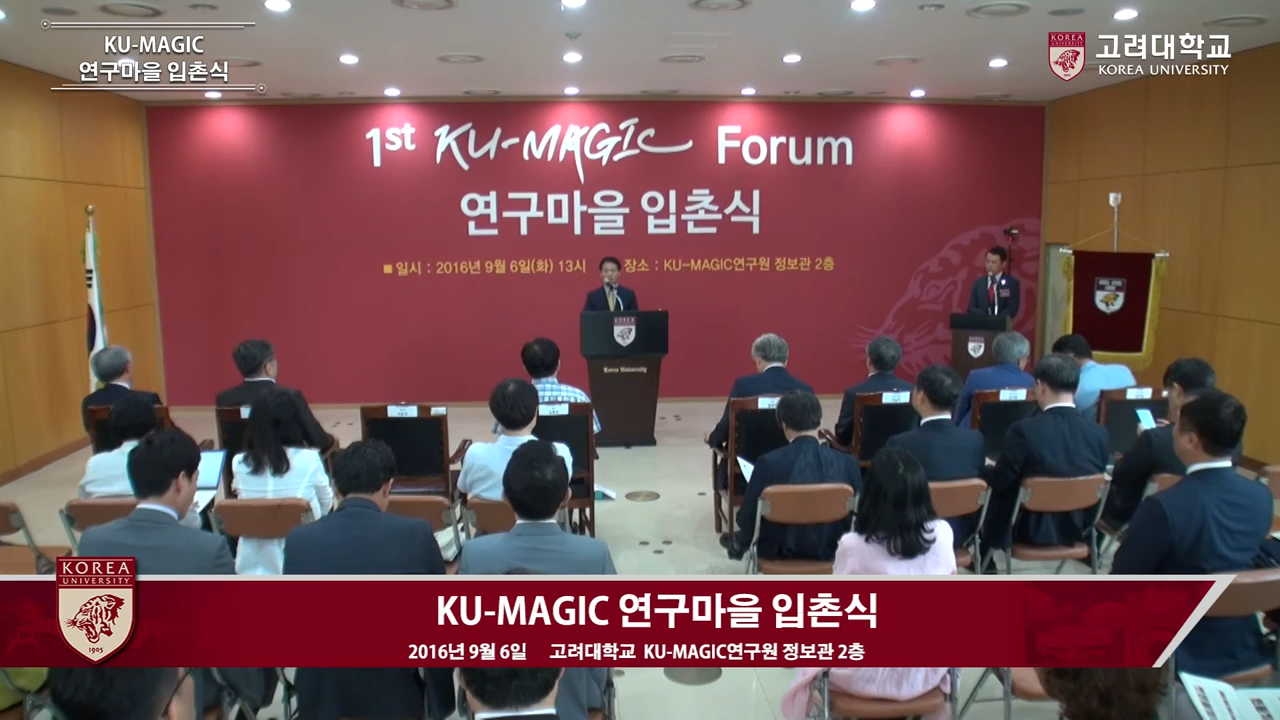 KU-MAGIC
연구마을 입촌식
KOREA
UNIVERSITY
1905
고려대학교
KOREA UNIVERSITY
1st KU-MAGIC Forum
연구마을 입촌식
■ 일시 : 2016년 9월 6일(화) 13시
장소 : KU-MAGIC연구원 정보관 2층
KOREA
Korea University
KOREA
UNIVERSITY
1905
KU-MAGIC 연구마을 입촌식
2016년 9월 6일 고려대학교 KU-MAGIC연구원 정보관 2층